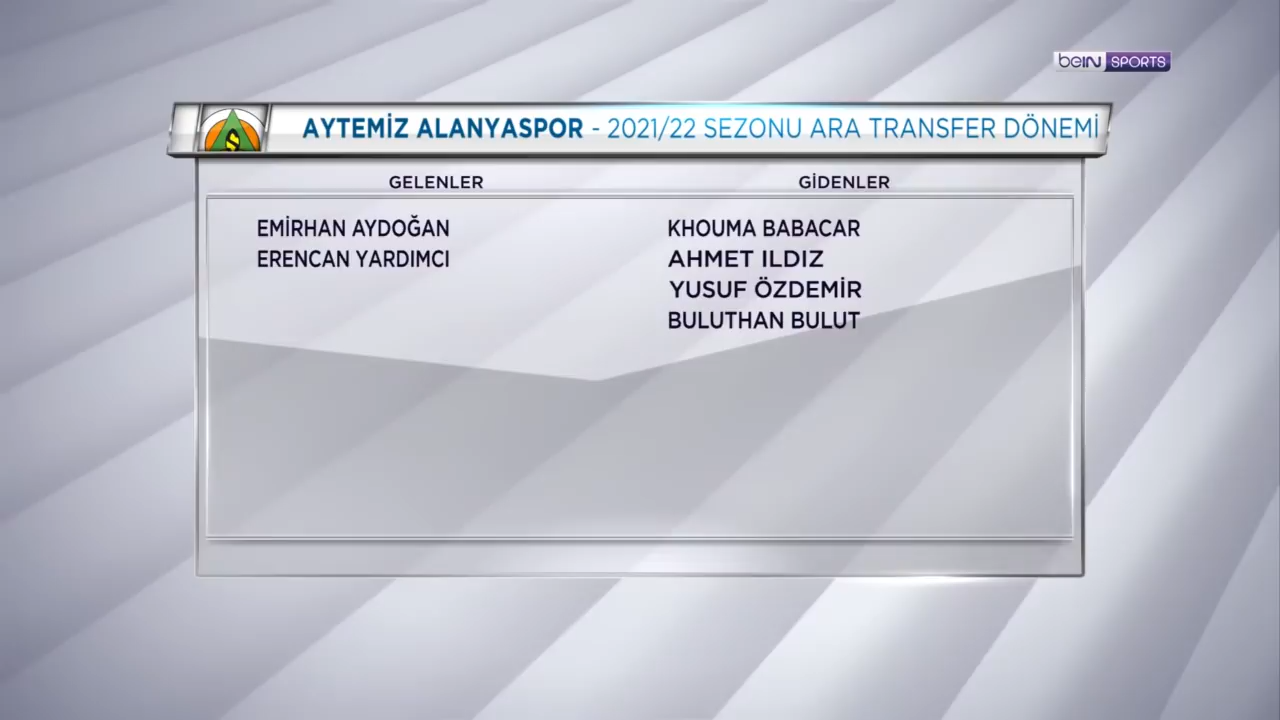 beIN SPORTS
AYTEMİZ ALANYASPOR - 2021/22 SEZONU ARA TRANSFER DÖNEMİ
GELENLER
EMİRHAN AYDOĞAN
ERENCAN YARDIMCI
GİDENLER
KHOUMA BABACAR
AHMET ILDIZ
YUSUF ÖZDEMİR
BULUTHAN BULUT